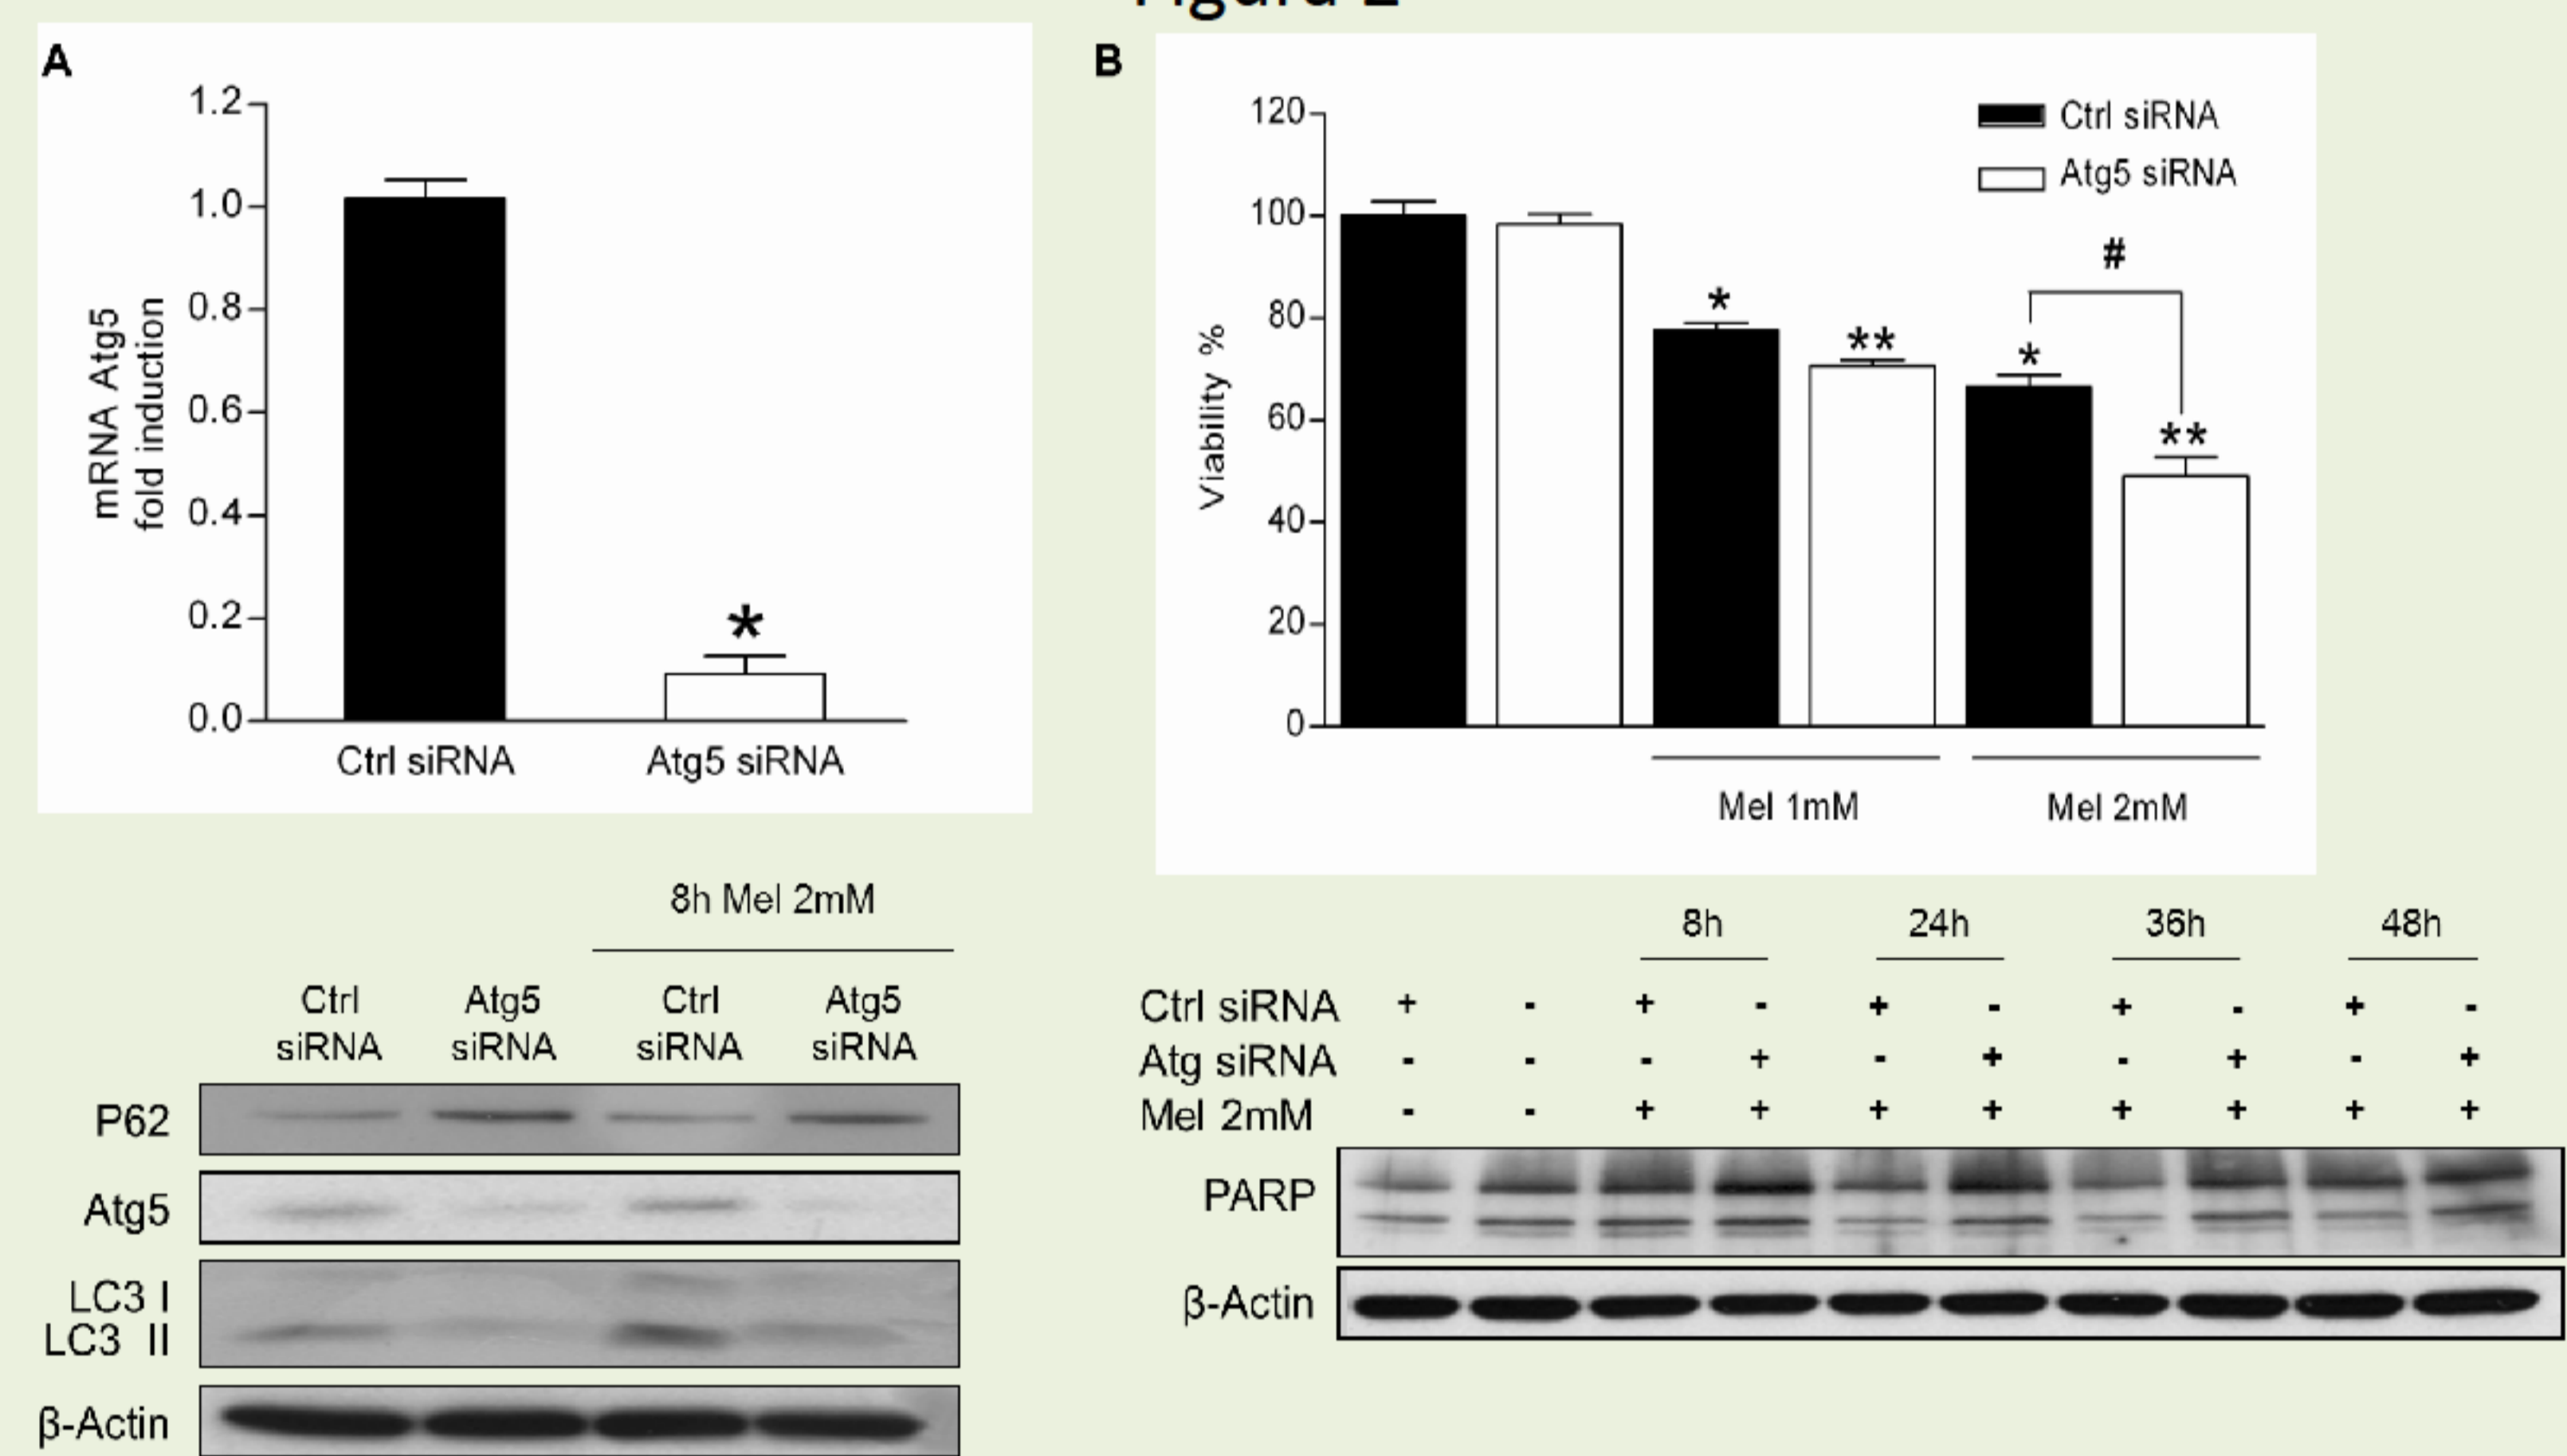 A
1.2
1.0
0.8
0.6
0.4
0.2
0.0
mRNA Atg5
fold induction
*
Ctrl siRNA Atg5 siRNA
B
120
100
80
60
40
20
0
Viability %
Ctrl siRNA
Atg5 siRNA
#
* ** * **
Mel 1mM Mel 2mM
8h Mel 2mM
Ctrl siRNA Atg5 siRNA Ctrl siRNA Atg5 siRNA
P62
Atg5
LC3 I
LC3 II
β-Actin
8h 24h 36h 48h
Ctrl siRNA + - + - + - + - + -
Atg siRNA - - - + - + - + - +
Mel 2mM - - + + + + + + + +
PARP
β-Actin